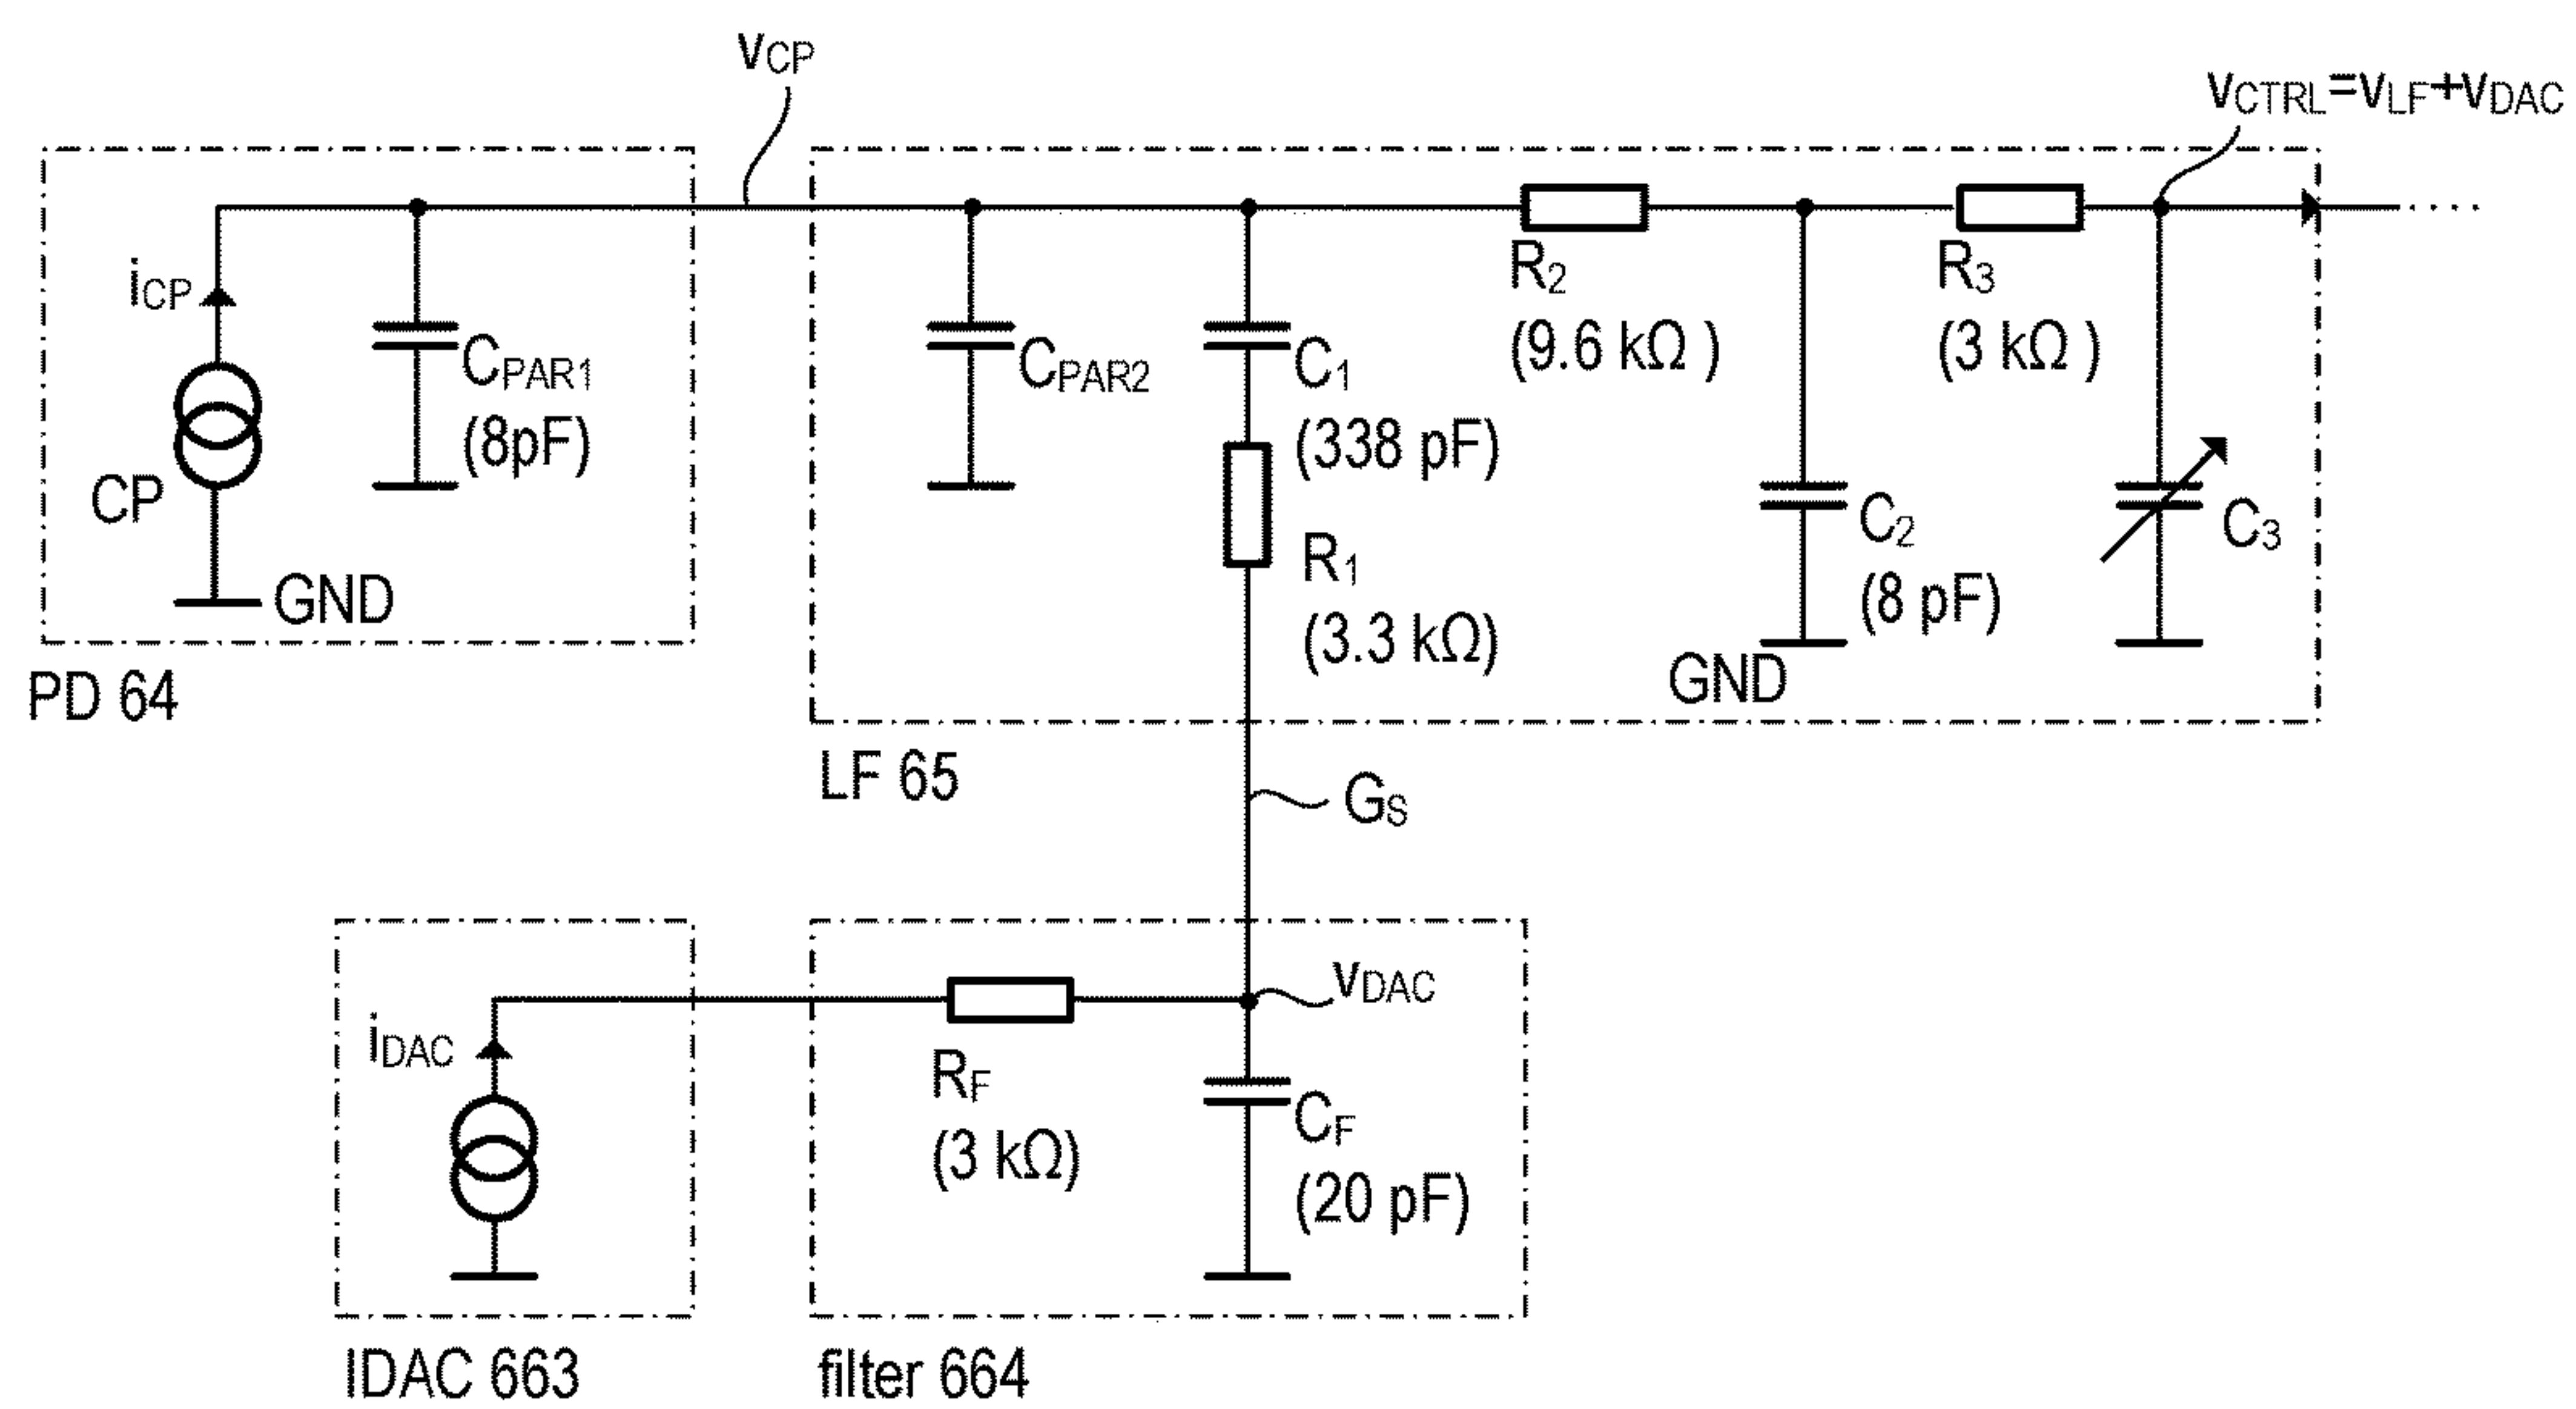 vCP
vCTRL=vLF+vDAC
iCP
CPAR1
(8pF)
CP
GND
PD 64
CPAR2
C1
(338 pF)
R1
(3.3 kΩ)
R2
(9.6 kΩ )
R3
(3 kΩ )
C2
(8 pF)
GND
C3
LF 65
GS
iDAC
RF
(3 kΩ)
vDAC
CF
(20 pF)
IDAC 663
filter 664